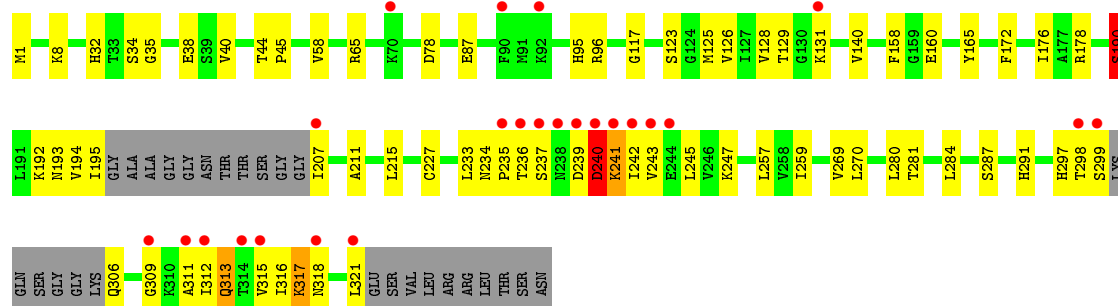 M1 K8 H32 T33 S34 G35 E38 S39 V40 T44 P45 V58 R65 K70 D78 E87 F90 M91 K92 H95 R96 G117 S123 G124 M125 V126 I127 V128 T129 G130 K131 V140 F158 G159 E160 Y165 F172 I176 A177 R178 S190
L191 K192 N193 V194 I195 GLY ALA ALA GLY GLY ASN THR THR SER GLY GLY I207 A211 L215 C227 L233 N234 P235 T236 S237 N238 D239 D240 K241 I242 V243 E244 L245 V246 K247 L257 V258 I259 V269 L270 L280 T281 L284 S287 H291 H297 T298 S299 LYS
GLN SER GLY GLY LYS Q306 G309 K310 A311 I312 Q313 T314 V315 I316 K317 N318 L321 GLU SER VAL LEU ARG ARG LEU THR SER ASN